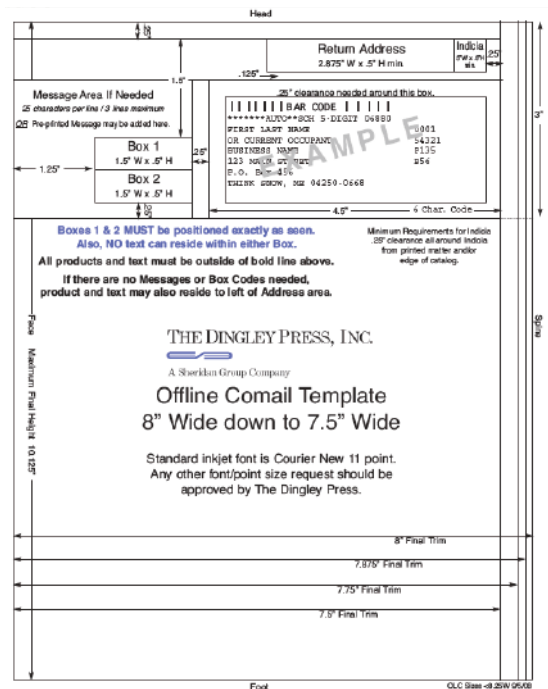 Head
.25"
Return Address
2.875" W x .5" H min.
Indicia
.25"
.125"
1.5"
3"
Message Area If Needed
25 characters per line / 3 lines maximum
OR Pre-printed Message may be added here.
.25" clearance needed around this box.
BAR CODE
*******AUTO**SCH 5-DIGIT 06880
FIRST LAST NAME 0001
OR CURRENT OCCUPANT 54321
BUSINESS NAME P135
123 MAIN STREET B56
P.O. Box 456
THINK SNOW, ME 04250-0668
EXAMPLE
Box 1
1.5" W x .5" H
.25"
1.25"
Box 2
1.5" W x .5" H
.25"
4.5"
6 Char. Code
Boxes 1 & 2 MUST be positioned exactly as seen.
Also, NO text can reside within either Box.
All products and text must be outside of bold line above.
If there are no Messages or Box Codes needed,
product and text may also reside to left of Address area.
Minimum Requirements for Indicia
.25" clearance all around Indicia
from printed matter and/or
edge of catalog.
Face
Maximum Final Height 10.125"
Spine
THE DINGLEY PRESS, INC.
A Sheridan Group Company
Offline Comail Template
8" Wide down to 7.5" Wide
Standard inkjet font is Courier New 11 point.
Any other font/point size request should be
approved by The Dingley Press.
8" Final Trim
7.875" Final Trim
7.75" Final Trim
7.5" Final Trim
Foot